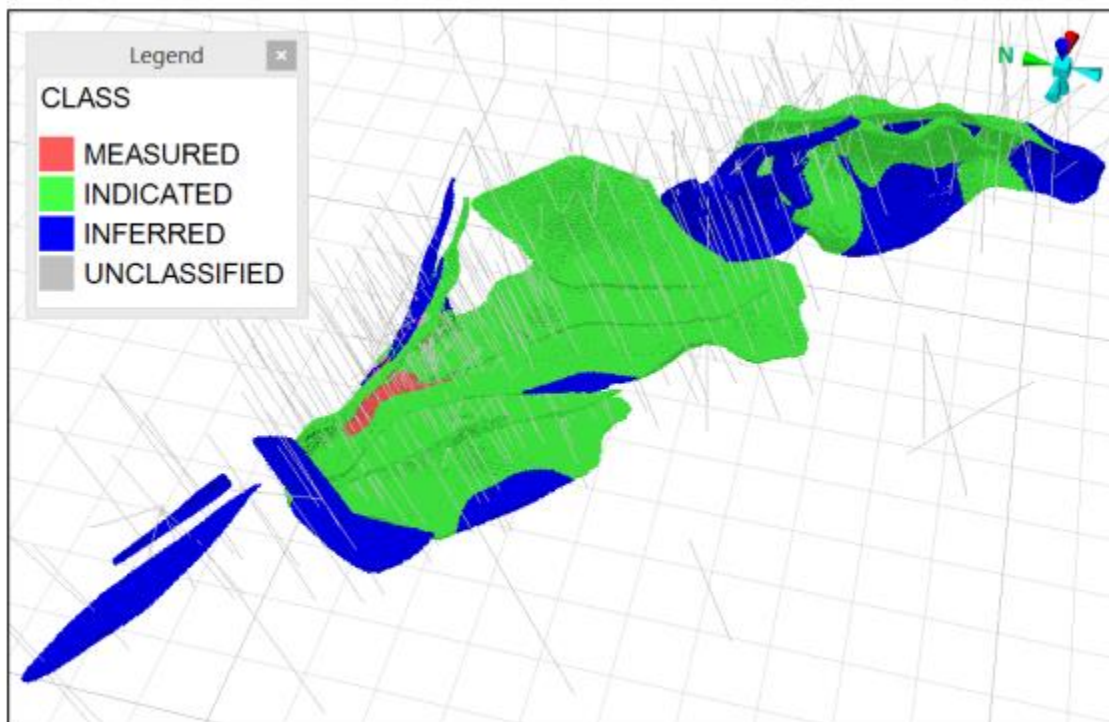 Legend
CLASS
MEASURED
INDICATED
INFERRED
UNCLASSIFIED
N